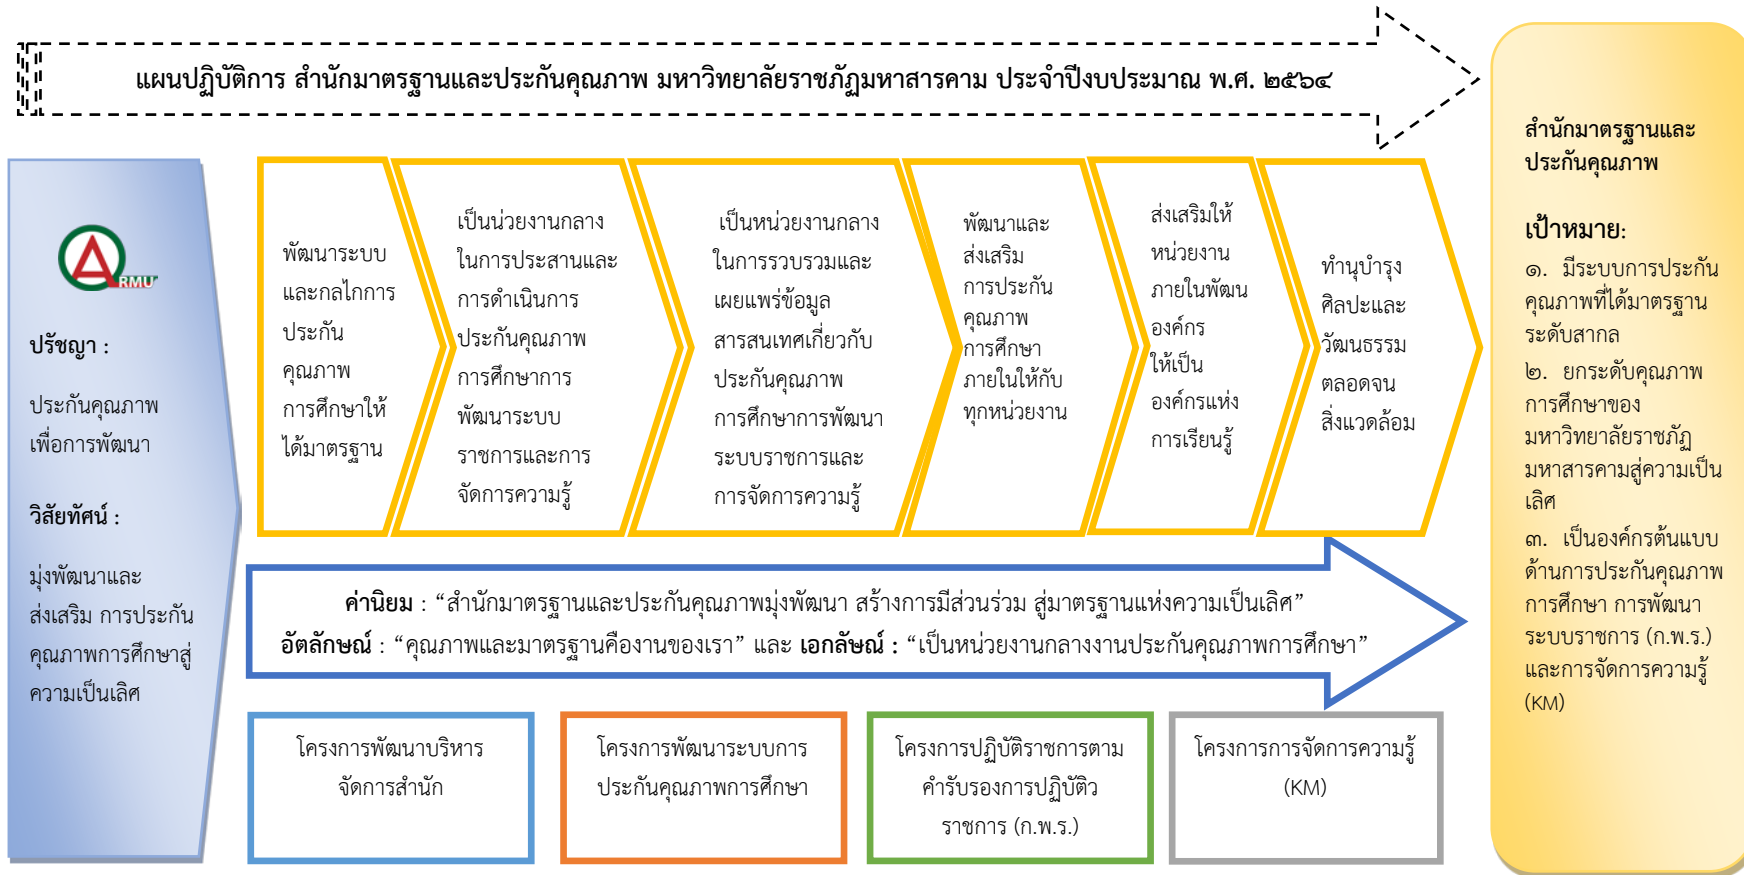 แผนปฏิบัติการ สำนักมาตรฐานและประกันคุณภาพ มหาวิทยาลัยราชภัฏมหาสารคาม ประจำปีงบประมาณ พ.ศ. ๒๕๖๔
RMU
ปรัชญา :
ประกันคุณภาพ
เพื่อการพัฒนา
วิสัยทัศน์ :
มุ่งพัฒนาและ
ส่งเสริม การประกัน
คุณภาพการศึกษาสู่
ความเป็นเลิศ
พัฒนาระบบ
และกลไกการ
ประกัน
คุณภาพ
การศึกษาให้
ได้มาตรฐาน
เป็นน่วยงานกลาง
ในการประสานและ
การดำเนินการ
ประกันคุณภาพ
การศึกษาการ
พัฒนาระบบ
ราชการและการ
จัดการความรู้
เป็นหน่วยงานกลาง
ในการรวบรวมและ
เผยแพร่ข้อมูล
สารสนเทศเกี่ยวกับ
ประกันคุณภาพ
การศึกษาการพัฒนา
ระบบราชการและ
การจัดการความรู้
พัฒนาและ
ส่งเสริม
การประกัน
คุณภาพ
การศึกษา
ภายในให้กับ
ทุกหน่วยงาน
ส่งเสริมให้
หน่วยงาน
ภายในพัฒน
องค์กร
ให้เป็น
องค์กรแห่ง
การเรียนรู้
ทำนุบำรุง
ศิลปะและ
วัฒนธรรม
ตลอดจน
สิ่งแวดล้อม
ค่านิยม : “สำนักมาตรฐานและประกันคุณภาพมุ่งพัฒนา สร้างการมีส่วนร่วม สู่มาตรฐานแห่งความเป็นเลิศ”
อัตลักษณ์ : “คุณภาพและมาตรฐานคืองานของเรา” และ เอกลัษณ์ : “เป็นหน่วยงานกลางงานประกันคุณภาพการศึกษา”
โครงการพัฒนาบริหาร
จัดการสำนัก
โครงการพัฒนาระบบการ
ประกันคุณภาพการศึกษา
โครงการปฏิบัติราชการตาม
คำรับรองการปฏิบัติว
ราชการ (ก.พ.ร.)
โครงการการจัดการความรู้
(KM)
สำนักมาตรฐานและ
ประกันคุณภาพ
เป้าหมาย:
๑. มีระบบการประกัน
คุณภาพที่ได้มาตรฐาน
ระดับสากล
๒. ยกระดับคุณภาพ
การศึกษาของ
มหาวิทยาลัยราชภัฏ
มหาสารคามสู่ความเป็น
เลิศ
๓. เป็นองค์กรต้นแบบ
ด้านการประกันคุณภาพ
การศึกษา การพัฒนา
ระบบราชการ (ก.พ.ร.)
และการจัดการความรู้
(KM)